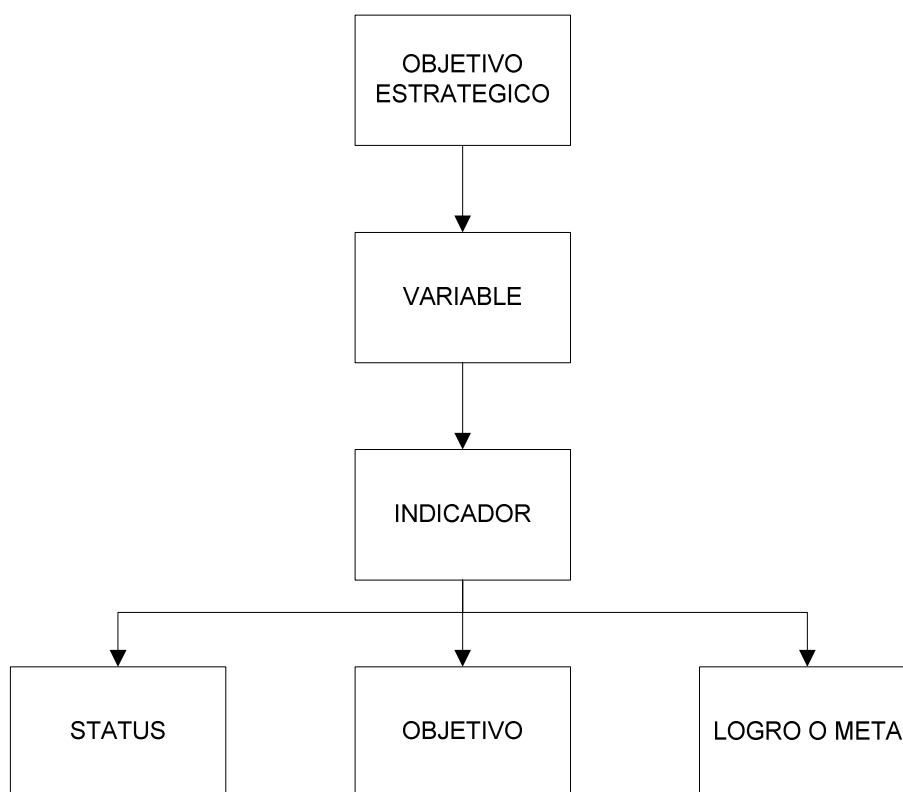 OBJETIVO
ESTRATEGICO
VARIABLE
INDICADOR
STATUS
OBJETIVO
LOGRO O META